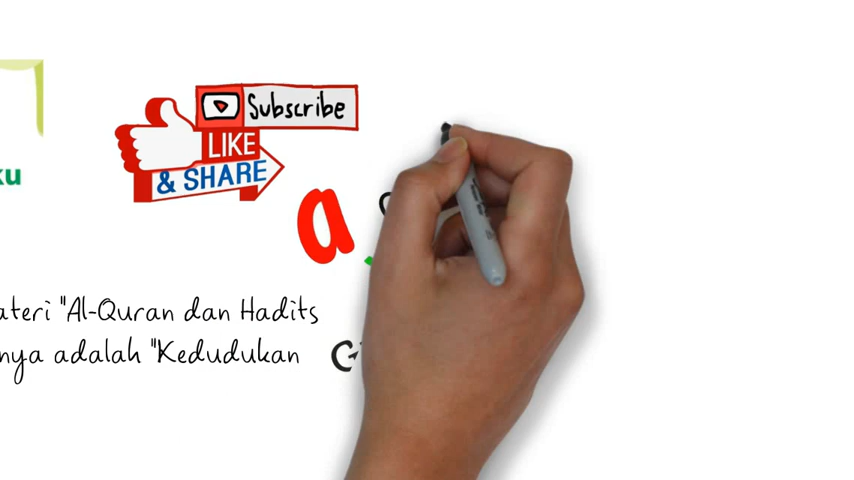 Subscribe
LIKE
& SHARE
ku
a
ateri "Al-Quran dan Hadits
nya adalah "Kedudukan